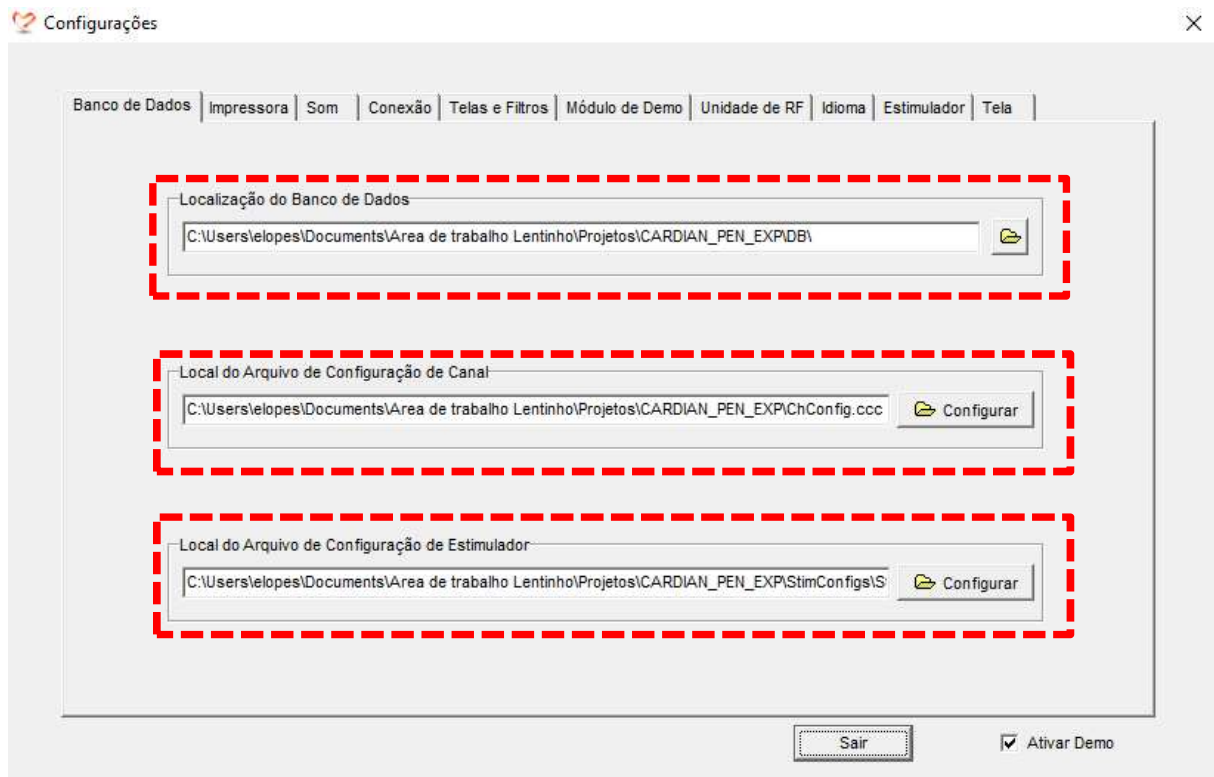 Configurações
Banco de Dados Impressora Som Conexão Telas e Filtros Módulo de Demo Unidade de RF Idioma Estimulador Tela
Localização do Banco de Dados
C:\Users\elopes\Documents\Area de trabalho Lentinho\Projetos\CARDIAN_PEN_EXP\DB\
Local do Arquivo de Configuração de Canal
C:\Users\elopes\Documents\Area de trabalho Lentinho\Projetos\CARDIAN_PEN_EXP\ChConfig.ccc Configurar
Local do Arquivo de Configuração de Estimulador
C:\Users\elopes\Documents\Area de trabalho Lentinho\Projetos\CARDIAN_PEN_EXP\StimConfigs\S Configurar
Sair Ativar Demo